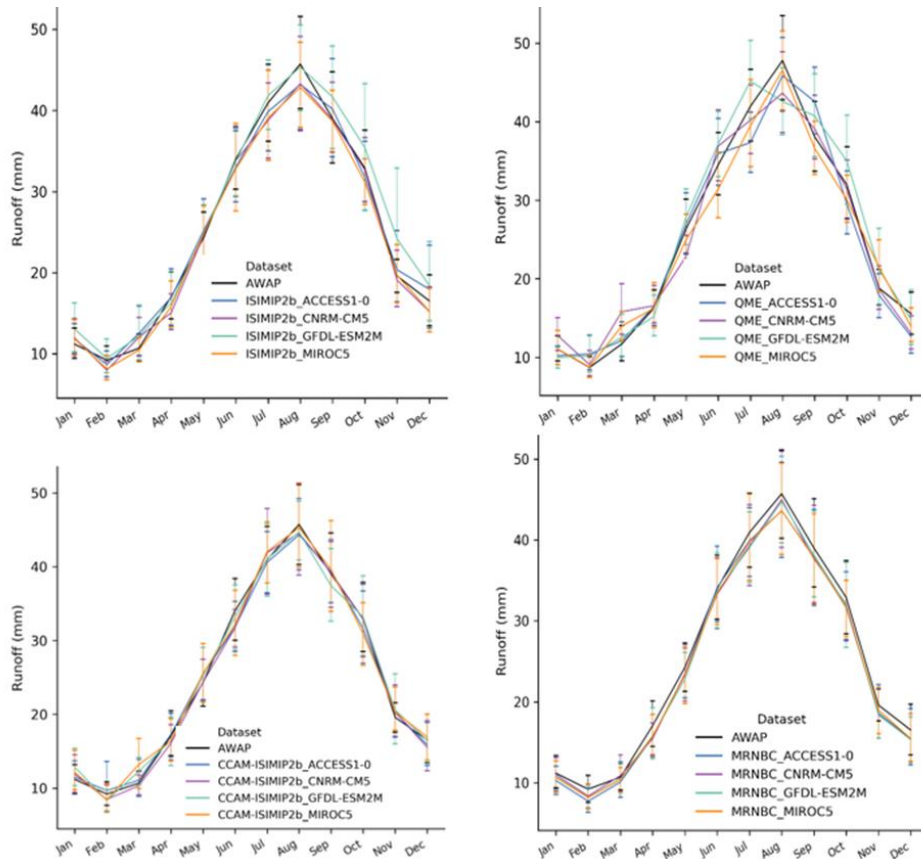 50
40
30
20
10
Runoff (mm)
Dataset
AWAP
ISIMIP2b_ACCESS1-0
ISIMIP2b_CNRM-CM5
ISIMIP2b_GFDL-ESM2M
ISIMIP2b_MIROC5
Jan
Feb
Mar
Apr
May
Jun
Jul
Aug
Sep
Oct
Nov
Dec
50
40
30
20
10
Runoff (mm)
Dataset
AWAP
QME_ACCESS1-0
QME_CNRM-CM5
QME_GFDL-ESM2M
QME_MIROC5
Jan
Feb
Mar
Apr
May
Jun
Jul
Aug
Sep
Oct
Nov
Dec
50
40
30
20
10
Runoff (mm)
Dataset
AWAP
CCAM-ISIMIP2b_ACCESS1-0
CCAM-ISIMIP2b_CNRM-CM5
CCAM-ISIMIP2b_GFDL-ESM2M
CCAM-ISIMIP2b_MIROC5
Jan
Feb
Mar
Apr
May
Jun
Jul
Aug
Sep
Oct
Nov
Dec
50
40
30
20
10
Runoff (mm)
Dataset
AWAP
MRNBC_ACCESS1-0
MRNBC_CNRM-CM5
MRNBC_GFDL-ESM2M
MRNBC_MIROC5
Jan
Feb
Mar
Apr
May
Jun
Jul
Aug
Sep
Oct
Nov
Dec